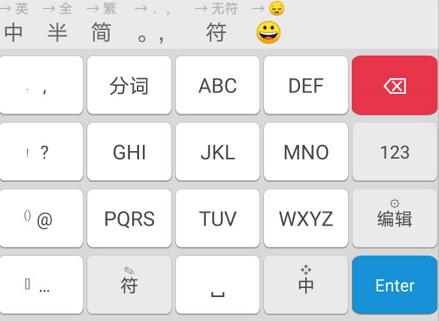 →英 →全 →繁 →.， →无符 →😔
中 半 简 。， 符 😀
. , 分词 ABC DEF
! ? GHI JKL MNO 123
() @ PQRS TUV WXYZ 编辑
[] ... 符 ␣ 中 Enter